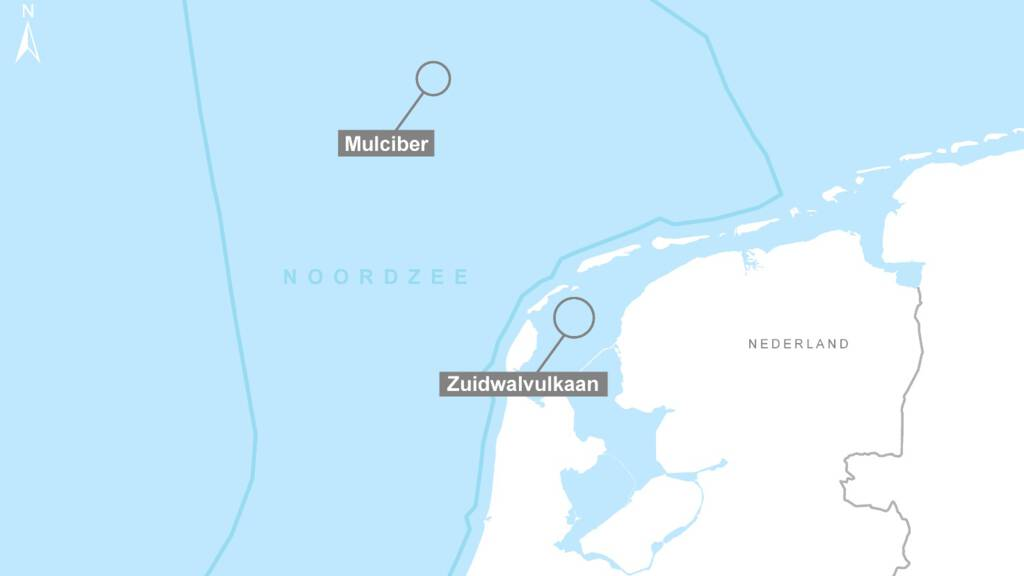 N
Mulciber
NOORDZEE
NEDERLAND
Zuidwalvulkaan